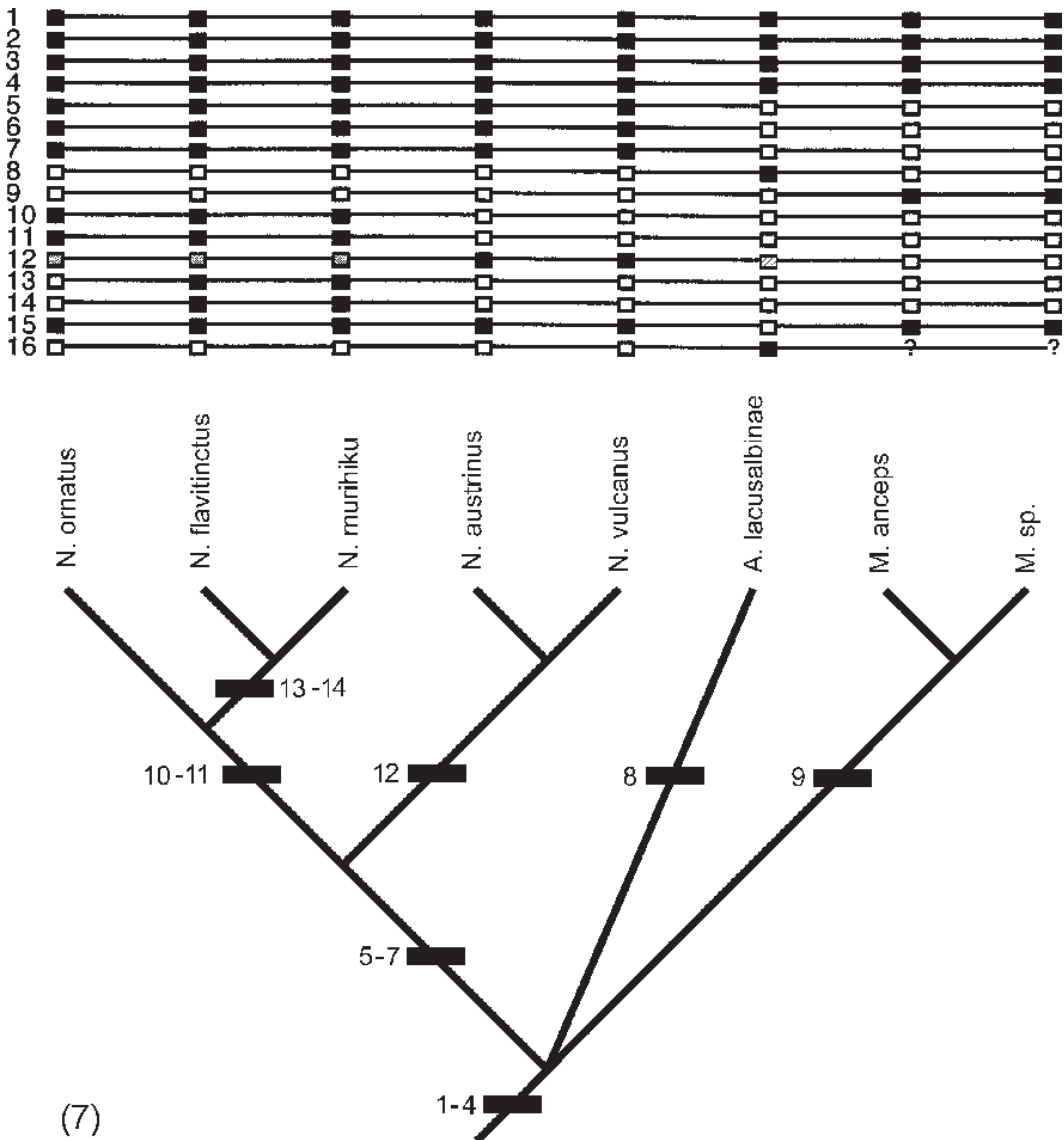 1
2
3
4
5
6
7
8
9
10
11
12
13
14
15
16 ? ?
N. ornatus
N. flavitinctus
N. murihiku
N. austrinus
N. vulcanus
A. lacusalbinae
M. anceps
M. sp.
13-14
10-11
12
8
9
5-7
1-4
(7)